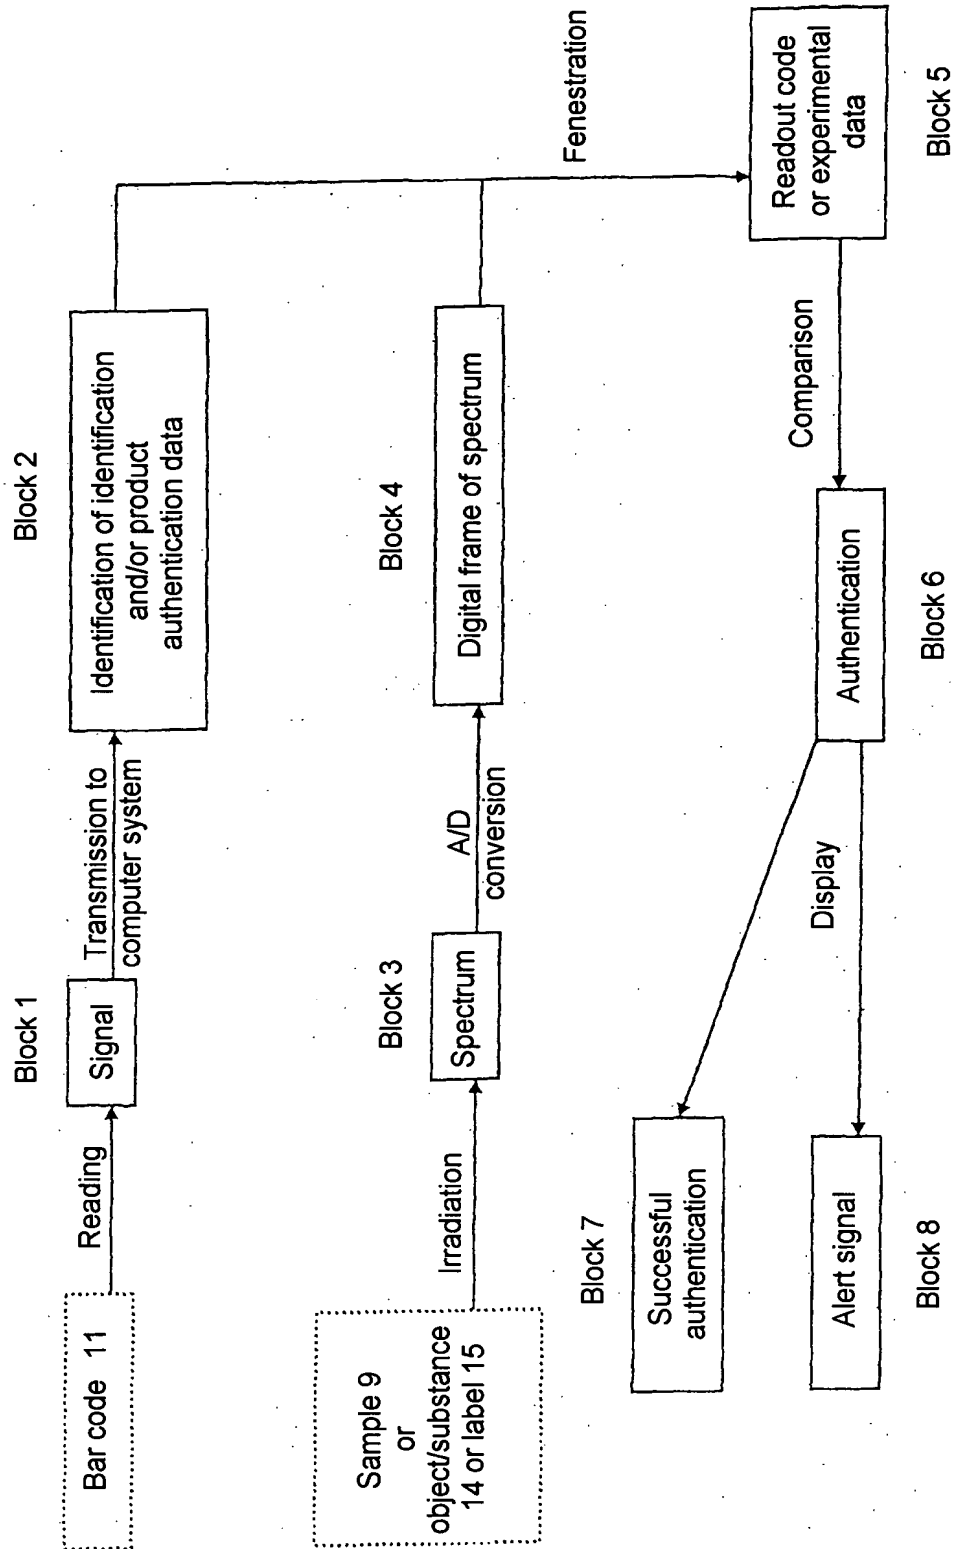 Block 1
Block 2
Bar code 11
Reading
Signal
Transmission to
computer system
Identification of identification
and/or product
authentication data
Block 3
Block 4
Sample 9
or
object/substance
14 or label 15
Irradiation
Spectrum
A/D
conversion
Digital frame of spectrum
Fenestration
Block 7
Successful
authentication
Display
Authentication
Comparison
Readout code
or experimental
data
Alert signal
Block 8
Block 6
Block 5